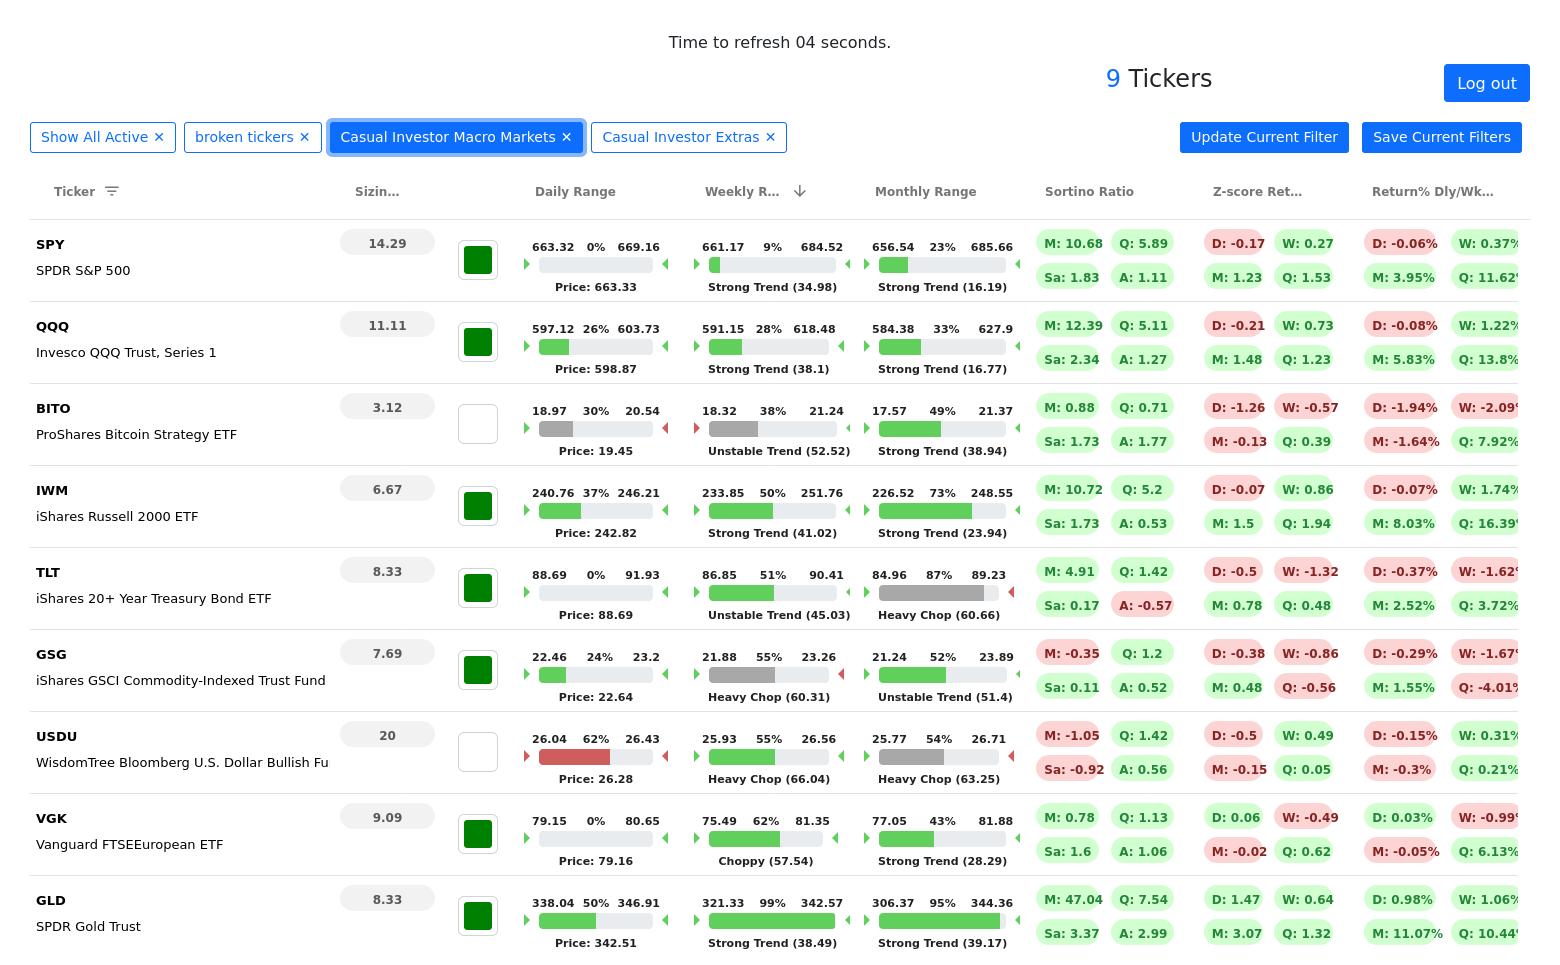 Time to refresh 04 seconds.
9 Tickers
Log out
Show All Active ✕ broken tickers ✕ Casual Investor Macro Markets ✕ Casual Investor Extras ✕ Update Current Filter Save Current Filters
Ticker Sizin... Daily Range Weekly R... Monthly Range Sortino Ratio Z-score Ret... Return% Dly/Wk...
SPY 14.29 663.32 0% 669.16 661.17 9% 684.52 656.54 23% 685.66 M: 10.68 Q: 5.89 D: -0.17 W: 0.27 D: -0.06% W: 0.37%
SPDR S&P 500 Price: 663.33 Strong Trend (34.98) Strong Trend (16.19) Sa: 1.83 A: 1.11 M: 1.23 Q: 1.53 M: 3.95% Q: 11.62%
QQQ 11.11 597.12 26% 603.73 591.15 28% 618.48 584.38 33% 627.9 M: 12.39 Q: 5.11 D: -0.21 W: 0.73 D: -0.08% W: 1.22%
Invesco QQQ Trust, Series 1 Price: 598.87 Strong Trend (38.1) Strong Trend (16.77) Sa: 2.34 A: 1.27 M: 1.48 Q: 1.23 M: 5.83% Q: 13.8%
BITO 3.12 18.97 30% 20.54 18.32 38% 21.24 17.57 49% 21.37 M: 0.88 Q: 0.71 D: -1.26 W: -0.57 D: -1.94% W: -2.09%
ProShares Bitcoin Strategy ETF Price: 19.45 Unstable Trend (52.52) Strong Trend (38.94) Sa: 1.73 A: 1.77 M: -0.13 Q: 0.39 M: -1.64% Q: 7.92%
IWM 6.67 240.76 37% 246.21 233.85 50% 251.76 226.52 73% 248.55 M: 10.72 Q: 5.2 D: -0.07 W: 0.86 D: -0.07% W: 1.74%
iShares Russell 2000 ETF Price: 242.82 Strong Trend (41.02) Strong Trend (23.94) Sa: 1.73 A: 0.53 M: 1.5 Q: 1.94 M: 8.03% Q: 16.39%
TLT 8.33 88.69 0% 91.93 86.85 51% 90.41 84.96 87% 89.23 M: 4.91 Q: 1.42 D: -0.5 W: -1.32 D: -0.37% W: -1.62%
iShares 20+ Year Treasury Bond ETF Price: 88.69 Unstable Trend (45.03) Heavy Chop (60.66) Sa: 0.17 A: -0.57 M: 0.78 Q: 0.48 M: 2.52% Q: 3.72%
GSG 7.69 22.46 24% 23.2 21.88 55% 23.26 21.24 52% 23.89 M: -0.35 Q: 1.2 D: -0.38 W: -0.86 D: -0.29% W: -1.67%
iShares GSCI Commodity-Indexed Trust Fund Price: 22.64 Heavy Chop (60.31) Unstable Trend (51.4) Sa: 0.11 A: 0.52 M: 0.48 Q: -0.56 M: 1.55% Q: -4.01%
USDU 20 26.04 62% 26.43 25.93 55% 26.56 25.77 54% 26.71 M: -1.05 Q: 1.42 D: -0.5 W: 0.49 D: -0.15% W: 0.31%
WisdomTree Bloomberg U.S. Dollar Bullish Fu Price: 26.28 Heavy Chop (66.04) Heavy Chop (63.25) Sa: -0.92 A: 0.56 M: -0.15 Q: 0.05 M: -0.3% Q: 0.21%
VGK 9.09 79.15 0% 80.65 75.49 62% 81.35 77.05 43% 81.88 M: 0.78 Q: 1.13 D: 0.06 W: -0.49 D: 0.03% W: -0.99%
Vanguard FTSEEuropean ETF Price: 79.16 Choppy (57.54) Strong Trend (28.29) Sa: 1.6 A: 1.06 M: -0.02 Q: 0.62 M: -0.05% Q: 6.13%
GLD 8.33 338.04 50% 346.91 321.33 99% 342.57 306.37 95% 344.36 M: 47.04 Q: 7.54 D: 1.47 W: 0.64 D: 0.98% W: 1.06%
SPDR Gold Trust Price: 342.51 Strong Trend (38.49) Strong Trend (39.17) Sa: 3.37 A: 2.99 M: 3.07 Q: 1.32 M: 11.07% Q: 10.44%